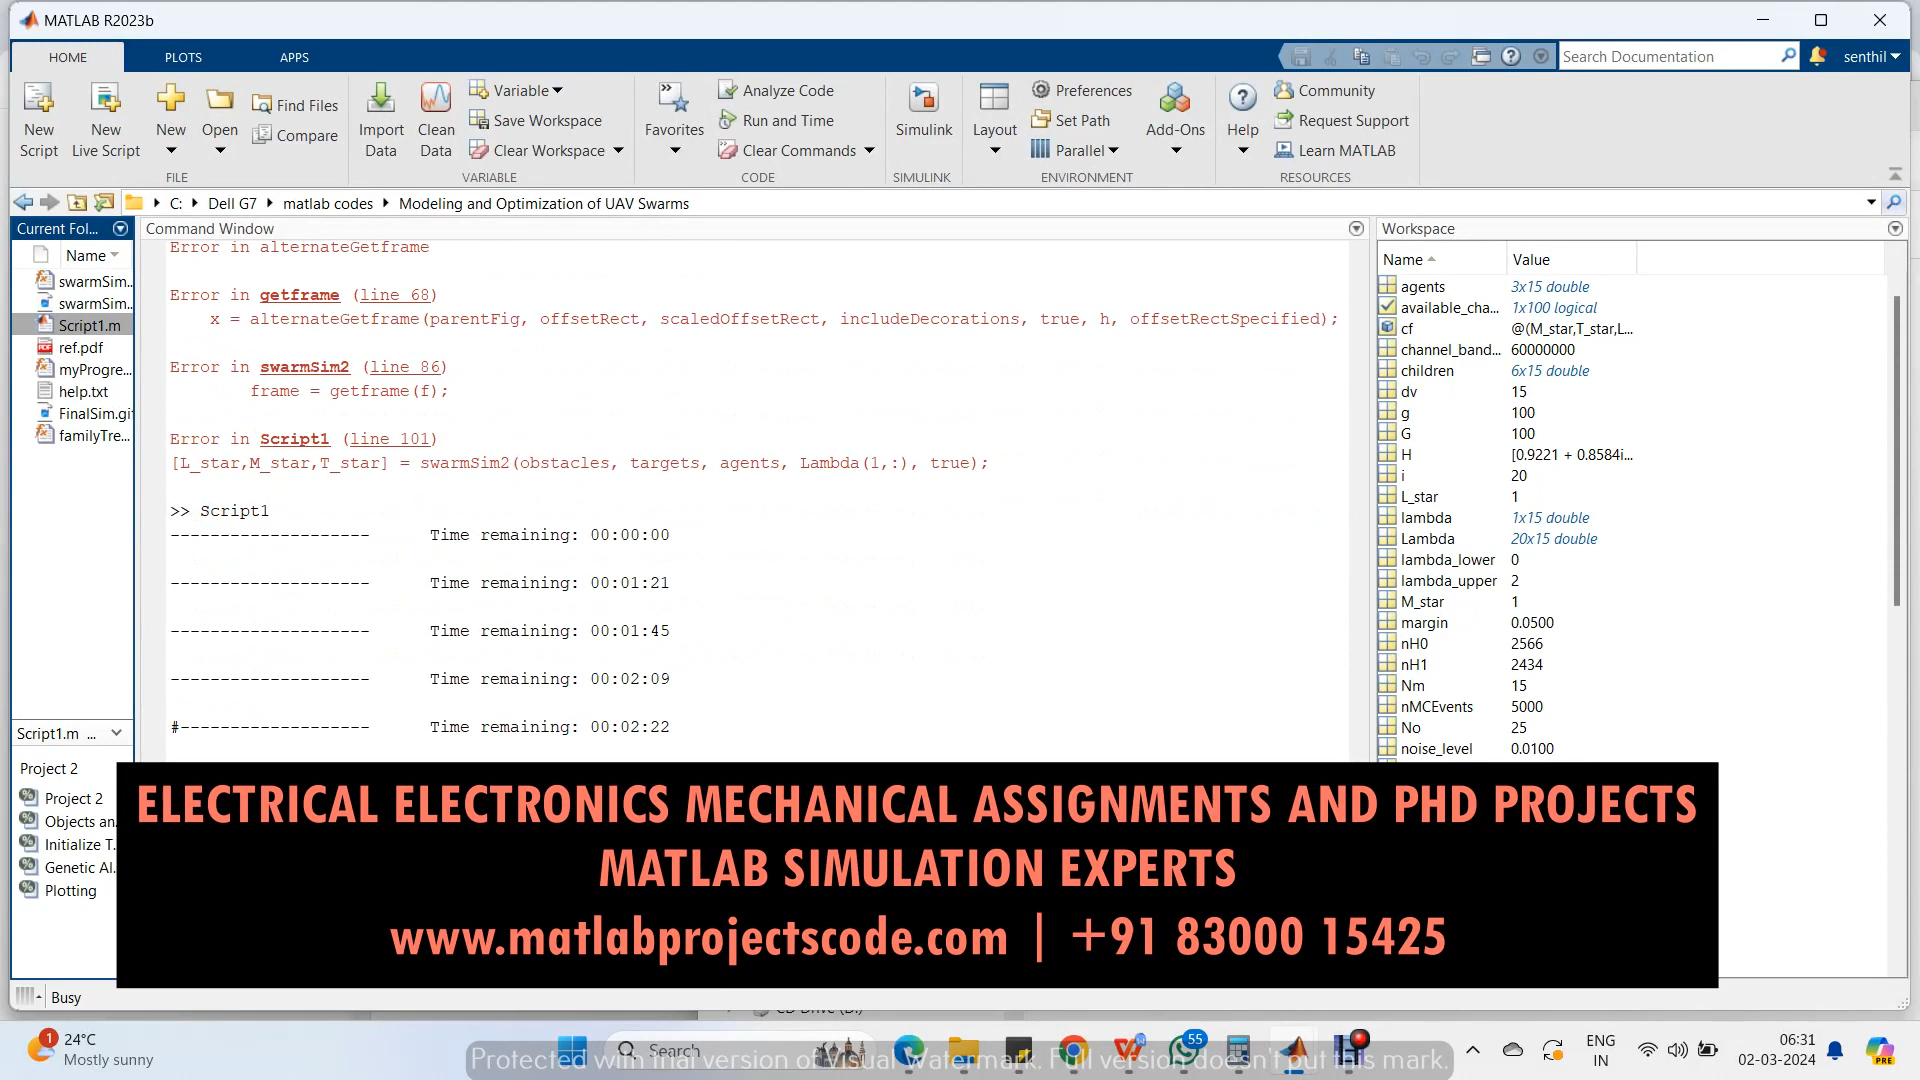 MATLAB R2023b
HOME PLOTS APPS
Search Documentation
senthil
New Script
New Live Script
New
Open
Find Files
Compare
FILE
Import Data
Clean Data
Variable
Save Workspace
Clear Workspace
VARIABLE
Favorites
Analyze Code
Run and Time
Clear Commands
CODE
Simulink
SIMULINK
Layout
Preferences
Set Path
Parallel
Add-Ons
ENVIRONMENT
Help
Community
Request Support
Learn MATLAB
RESOURCES
C: Dell G7 matlab codes Modeling and Optimization of UAV Swarms
Current Fol...
Name
swarmSim..
swarmSim..
Script1.m
ref.pdf
myProgre...
help.txt
FinalSim.gi
familyTre...
Script1.m ...
Project 2
Project 2
Objects an.
Initialize T.
Genetic Al.
Plotting
Command Window
Error in alternateGetframe
Error in getframe (line 68)
x = alternateGetframe(parentFig, offsetRect, scaledOffsetRect, includeDecorations, true, h, offsetRectSpecified);
Error in swarmSim2 (line 86)
frame = getframe(f);
Error in Script1 (line 101)
[L_star,M_star,T_star] = swarmSim2(obstacles, targets, agents, Lambda(1,:), true);
>> Script1
-------------------- Time remaining: 00:00:00
-------------------- Time remaining: 00:01:21
-------------------- Time remaining: 00:01:45
-------------------- Time remaining: 00:02:09
#------------------- Time remaining: 00:02:22
Workspace
Name Value
agents 3x15 double
available_cha... 1x100 logical
cf @(M_star,T_star,L...
channel_band... 60000000
children 6x15 double
dv 15
g 100
G 100
H [0.9221 + 0.8584i...
i 20
L_star 1
lambda 1x15 double
Lambda 20x15 double
lambda_lower 0
lambda_upper 2
M_star 1
margin 0.0500
nH0 2566
nH1 2434
Nm 15
nMCEvents 5000
No 25
noise_level 0.0100
ELECTRICAL ELECTRONICS MECHANICAL ASSIGNMENTS AND PHD PROJECTS
MATLAB SIMULATION EXPERTS
www.matlabprojectscode.com | +91 83000 15425
Busy
CD Drive (D:)
1
24°C
Mostly sunny
Search
55
ENG
IN
06:31
02-03-2024
PRE
Protected with trial version of Visual Watermark. Full version doesn't put this mark.